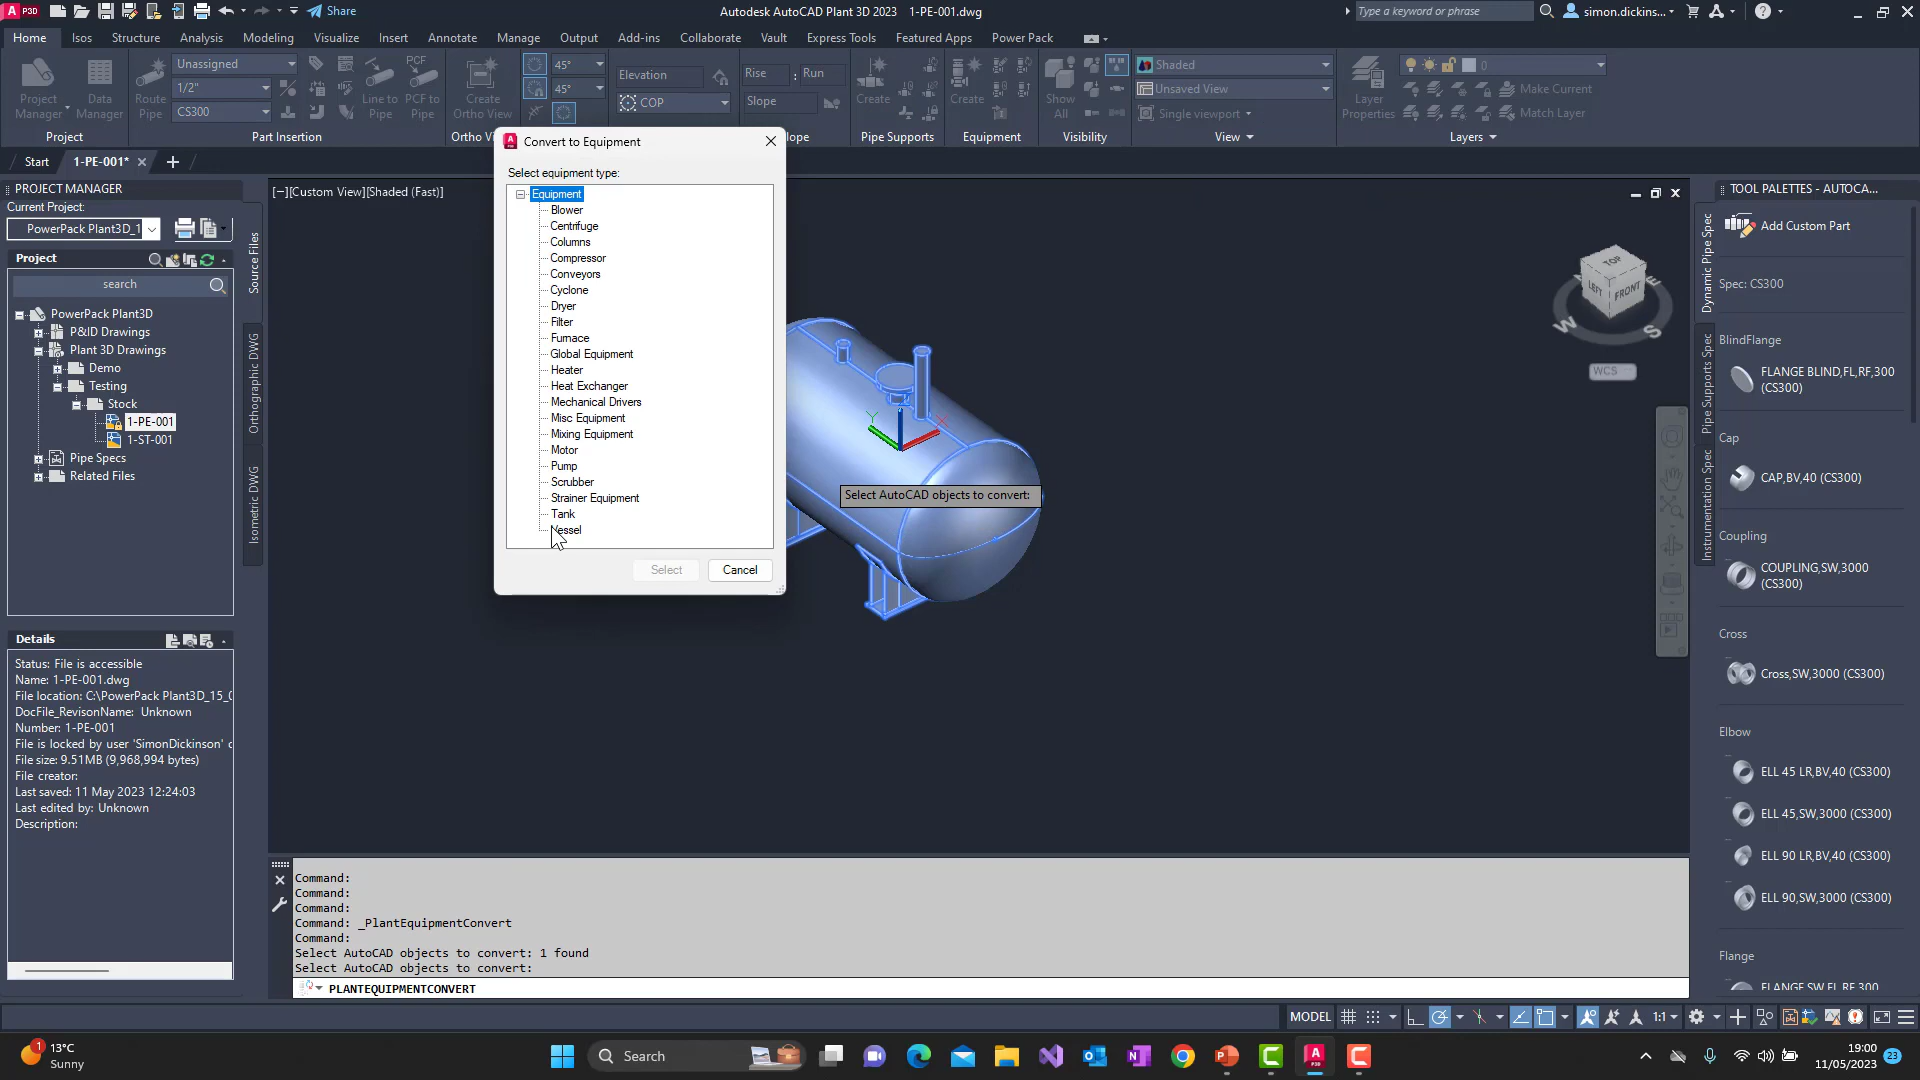 A P3D
Share
Autodesk AutoCAD Plant 3D 2023 1-PE-001.dwg
Type a keyword or phrase
simon.dickins...
Home Isos Structure Analysis Modeling Visualize Insert Annotate Manage Output Add-ins Collaborate Vault Express Tools Featured Apps Power Pack
Project Manager
Data Manager
Project
Route Pipe
Unassigned
1/2"
CS300
Line to Pipe
PCF to Pipe
Part Insertion
Create Ortho View
Ortho
45°
45°
Elevation
COP
Rise : Run
Slope
Create
Pipe Supports
Create
Equipment
Show All
Visibility
Shaded
Unsaved View
Single viewport
View
Layer Properties
0
Make Current
Match Layer
Layers
Start
1-PE-001*
PROJECT MANAGER
Current Project:
PowerPack Plant3D_1
Project
search
PowerPack Plant3D
P&ID Drawings
Plant 3D Drawings
Demo
Testing
Stock
1-PE-001
1-ST-001
Pipe Specs
Related Files
Source Files
Orthographic DWG
Isometric DWG
Details
Status: File is accessible
Name: 1-PE-001.dwg
File location: C:\PowerPack Plant3D_15_0
DocFile_RevisonName: Unknown
Number: 1-PE-001
File is locked by user 'SimonDickinson'
File size: 9.51MB (9,968,994 bytes)
File creator:
Last saved: 11 May 2023 12:24:03
Last edited by: Unknown
Description:
[−][Custom View][Shaded (Fast)]
Convert to Equipment
Select equipment type:
Equipment
Blower
Centrifuge
Columns
Compressor
Conveyors
Cyclone
Dryer
Filter
Furnace
Global Equipment
Heater
Heat Exchanger
Mechanical Drivers
Misc Equipment
Mixing Equipment
Motor
Pump
Scrubber
Strainer Equipment
Tank
Vessel
Select
Cancel
Select AutoCAD objects to convert:
X
Y
TOP
LEFT
FRONT
W
S
WCS
TOOL PALETTES - AUTOCA...
Dynamic Pipe Spec
Pipe Supports Spec
Instrumentation Spec
Add Custom Part
Spec: CS300
BlindFlange
FLANGE BLIND,FL,RF,300
(CS300)
Cap
CAP,BV,40 (CS300)
Coupling
COUPLING,SW,3000
(CS300)
Cross
Cross,SW,3000 (CS300)
Elbow
ELL 45 LR,BV,40 (CS300)
ELL 45,SW,3000 (CS300)
ELL 90 LR,BV,40 (CS300)
ELL 90,SW,3000 (CS300)
Flange
FLANGE SW,FL,RF,300
Command:
Command:
Command:
Command: _PlantEquipmentConvert
Command:
Select AutoCAD objects to convert: 1 found
Select AutoCAD objects to convert:
PLANTEQUIPMENTCONVERT
MODEL
1:1
1
13°C
Sunny
Search
19:00
11/05/2023
23